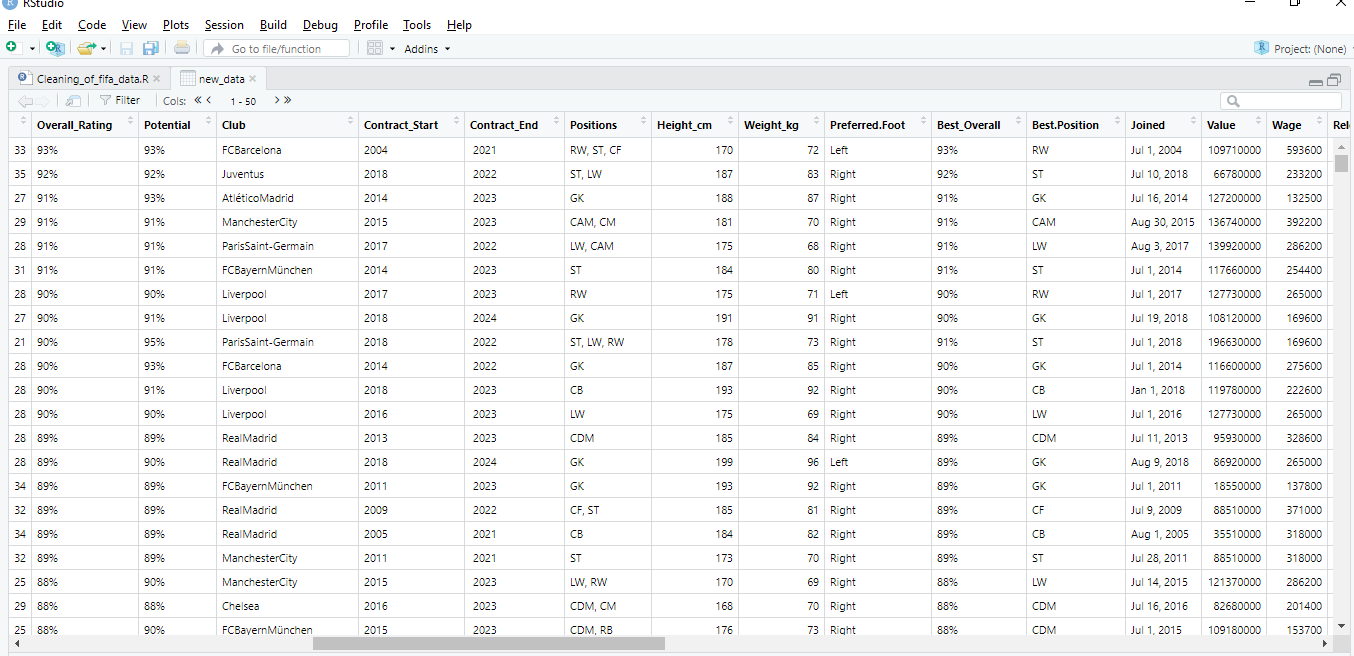 RStudio
File Edit Code View Plots Session Build Debug Profile Tools Help
Go to file/function Addins Project: (None)
Cleaning_of_fifa_data.R new_data
Filter Cols: 1 - 50
Overall_Rating Potential Club Contract_Start Contract_End Positions Height_cm Weight_kg Preferred.Foot Best_Overall Best.Position Joined Value Wage Rele
33 93% 93% FCBarcelona 2004 2021 RW, ST, CF 170 72 Left 93% RW Jul 1, 2004 109710000 593600
35 92% 92% Juventus 2018 2022 ST, LW 187 83 Right 92% ST Jul 10, 2018 66780000 233200
27 91% 93% AtléticoMadrid 2014 2023 GK 188 87 Right 91% GK Jul 16, 2014 127200000 132500
29 91% 91% ManchesterCity 2015 2023 CAM, CM 181 70 Right 91% CAM Aug 30, 2015 136740000 392200
28 91% 91% ParisSaint-Germain 2017 2022 LW, CAM 175 68 Right 91% LW Aug 3, 2017 139920000 286200
31 91% 91% FCBayernMünchen 2014 2023 ST 184 80 Right 91% ST Jul 1, 2014 117660000 254400
28 90% 90% Liverpool 2017 2023 RW 175 71 Left 90% RW Jul 1, 2017 127730000 265000
27 90% 91% Liverpool 2018 2024 GK 191 91 Right 90% GK Jul 19, 2018 108120000 169600
21 90% 95% ParisSaint-Germain 2018 2022 ST, LW, RW 178 73 Right 91% ST Jul 1, 2018 196630000 169600
28 90% 93% FCBarcelona 2014 2022 GK 187 85 Right 90% GK Jul 1, 2014 116600000 275600
28 90% 91% Liverpool 2018 2023 CB 193 92 Right 90% CB Jan 1, 2018 119780000 222600
28 90% 90% Liverpool 2016 2023 LW 175 69 Right 90% LW Jul 1, 2016 127730000 265000
28 89% 89% RealMadrid 2013 2023 CDM 185 84 Right 89% CDM Jul 11, 2013 95930000 328600
28 89% 90% RealMadrid 2018 2024 GK 199 96 Left 89% GK Aug 9, 2018 86920000 265000
34 89% 89% FCBayernMünchen 2011 2023 GK 193 92 Right 89% GK Jul 1, 2011 18550000 137800
32 89% 89% RealMadrid 2009 2022 CF, ST 185 81 Right 89% CF Jul 9, 2009 88510000 371000
34 89% 89% RealMadrid 2005 2021 CB 184 82 Right 89% CB Aug 1, 2005 35510000 318000
32 89% 89% ManchesterCity 2011 2021 ST 173 70 Right 89% ST Jul 28, 2011 88510000 318000
25 88% 90% ManchesterCity 2015 2023 LW, RW 170 69 Right 88% LW Jul 14, 2015 121370000 286200
29 88% 88% Chelsea 2016 2023 CDM, CM 168 70 Right 88% CDM Jul 16, 2016 82680000 201400
25 88% 90% FCBayernMünchen 2015 2023 CDM, RB 176 73 Right 88% CDM Jul 1, 2015 109180000 153700